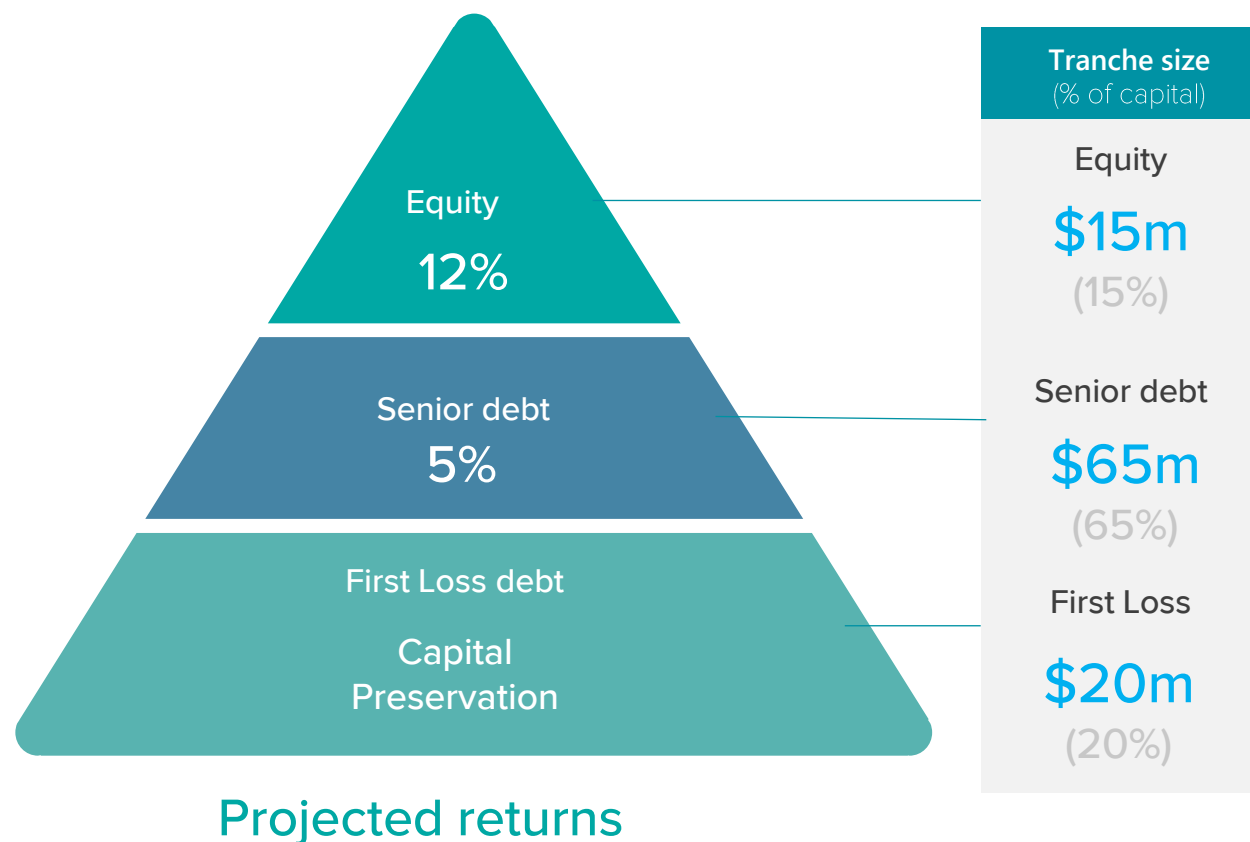 Equity
12%
Senior debt
5%
First Loss debt
Capital
Preservation
Projected returns
Tranche size
(% of capital)
Equity
$15m
(15%)
Senior debt
$65m
(65%)
First Loss
$20m
(20%)